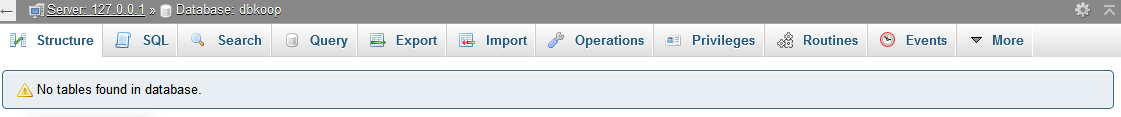 Server: 127.0.0.1 » Database: dbkoop
Structure SQL Search Query Export Import Operations Privileges Routines Events More
No tables found in database.